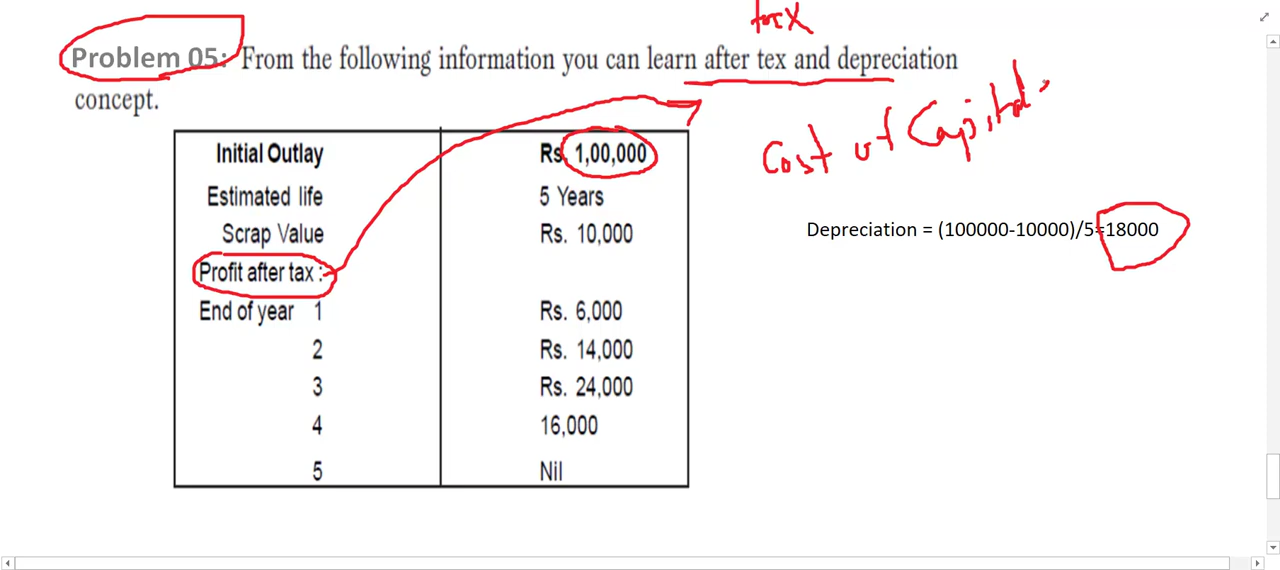 tax
Problem 05: From the following information you can learn after tex and depreciation
concept.
Cost of Capital
Initial Outlay Rs. 1,00,000
Estimated life 5 Years
Scrap Value Rs. 10,000
Profit after tax :
End of year 1 Rs. 6,000
2 Rs. 14,000
3 Rs. 24,000
4 16,000
5 Nil
Depreciation = (100000-10000)/5=18000